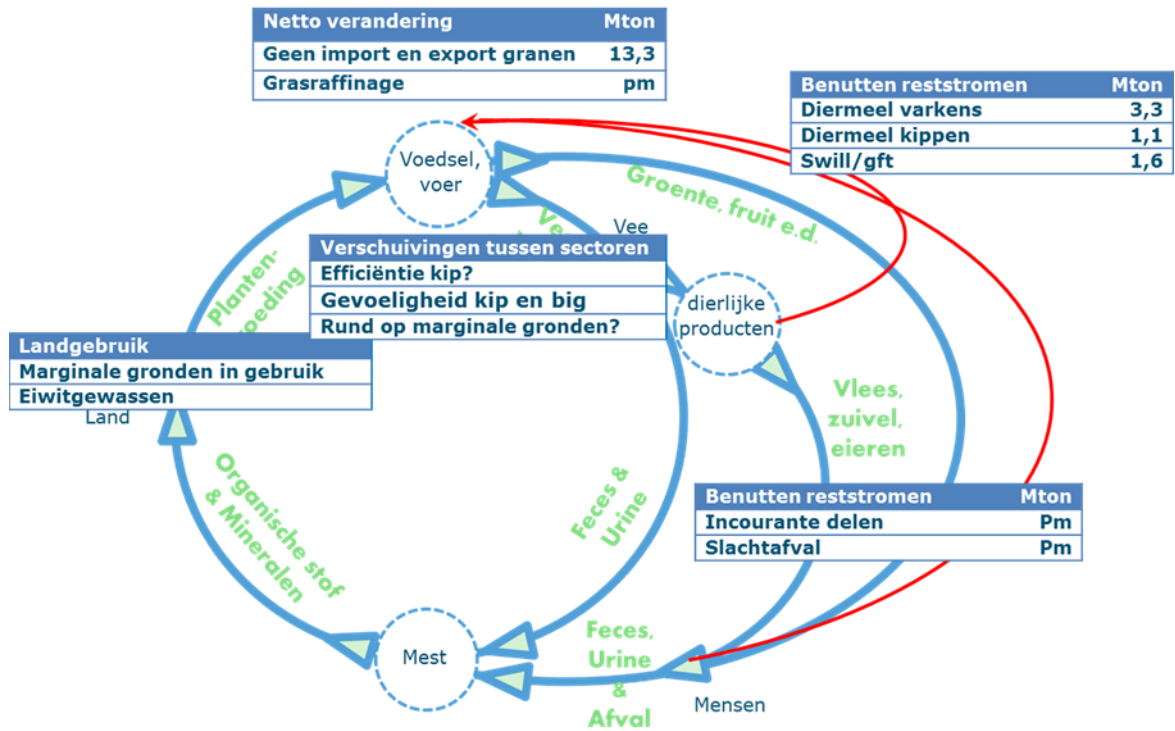 Netto verandering Mton
Geen import en export granen 13,3
Grasraffinage pm
Benutten reststromen Mton
Diermeel varkens 3,3
Diermeel kippen 1,1
Swill/gft 1,6
Voedsel,
voer
Groente, fruit e.d.
Vee
Verschuivingen tussen sectoren
Efficiëntie kip?
Gevoeligheid kip en big
Rund op marginale gronden?
dierlijke
producten
Planten-
Landgebruik
Marginale gronden in gebruik
Eiwitgewassen
Land
Vlees,
zuivel,
eieren
Organische stof
& Mineralen
Feces &
Urine
Benutten reststromen Mton
Incourante delen Pm
Slachtafval Pm
Mest
Feces,
Urine
&
Afval
Mensen